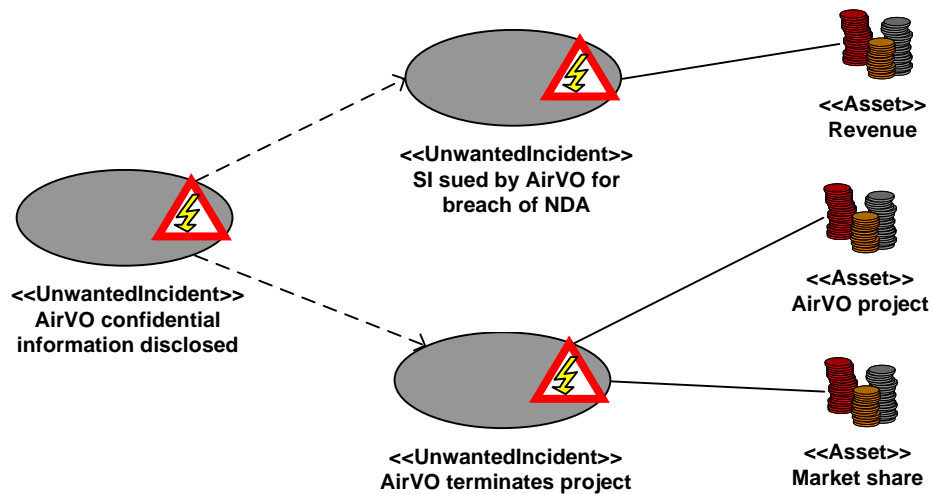 <<Asset>>
Revenue
<<UnwantedIncident>>
SI sued by AirVO for
breach of NDA
<<UnwantedIncident>>
AirVO confidential
information disclosed
<<Asset>>
AirVO project
<<UnwantedIncident>>
AirVO terminates project
<<Asset>>
Market share